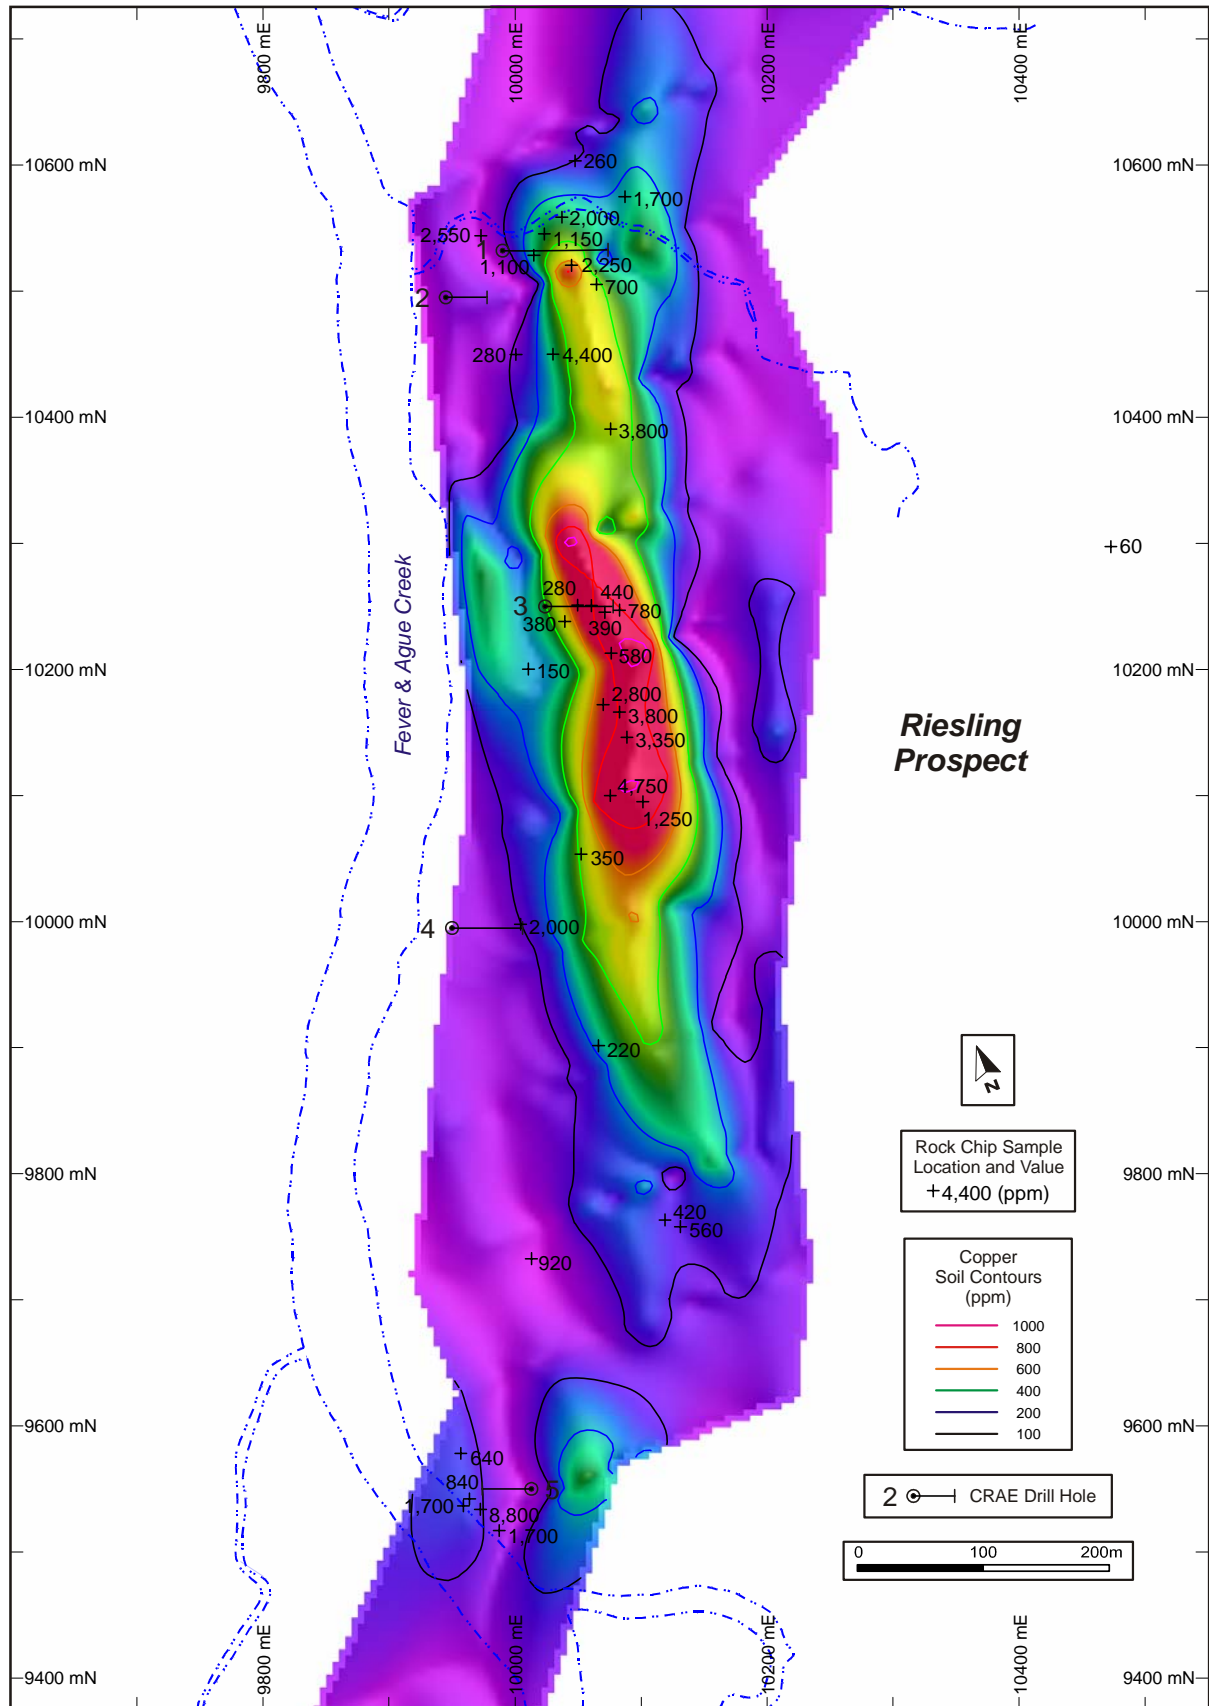 9800 mE
10000 mE
10200 mE
10400 mE
10600 mN
10600 mN
260
1,700
2,000
2,550
1,150
1
1,100
2,250
700
2
280
4,400
10400 mN
10400 mN
3,800
60
Fever & Ague Creek
280
440
3
780
380
390
580
150
10200 mN
10200 mN
2,800
3,800
3,350
Riesling
Prospect
4,750
1,250
350
10000 mN
10000 mN
4
2,000
220
N
Rock Chip Sample
Location and Value
4,400 (ppm)
9800 mN
9800 mN
420
560
920
Copper
Soil Contours
(ppm)
1000
800
600
400
200
100
9600 mN
9600 mN
640
840
5
1,700
8,800
1,700
2
CRAE Drill Hole
0 100 200m
9800 mE
10000 mE
10200 mE
10400 mE
9400 mN
9400 mN